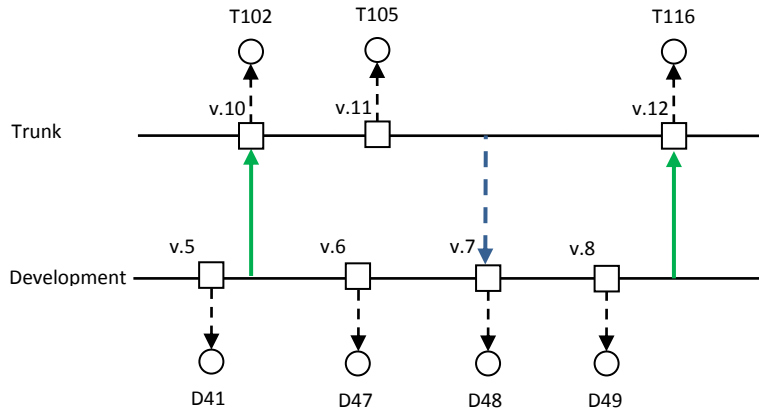 T102 T105 T116
v.10 v.11 v.12
Trunk
v.5 v.6 v.7 v.8
Development
D41 D47 D48 D49